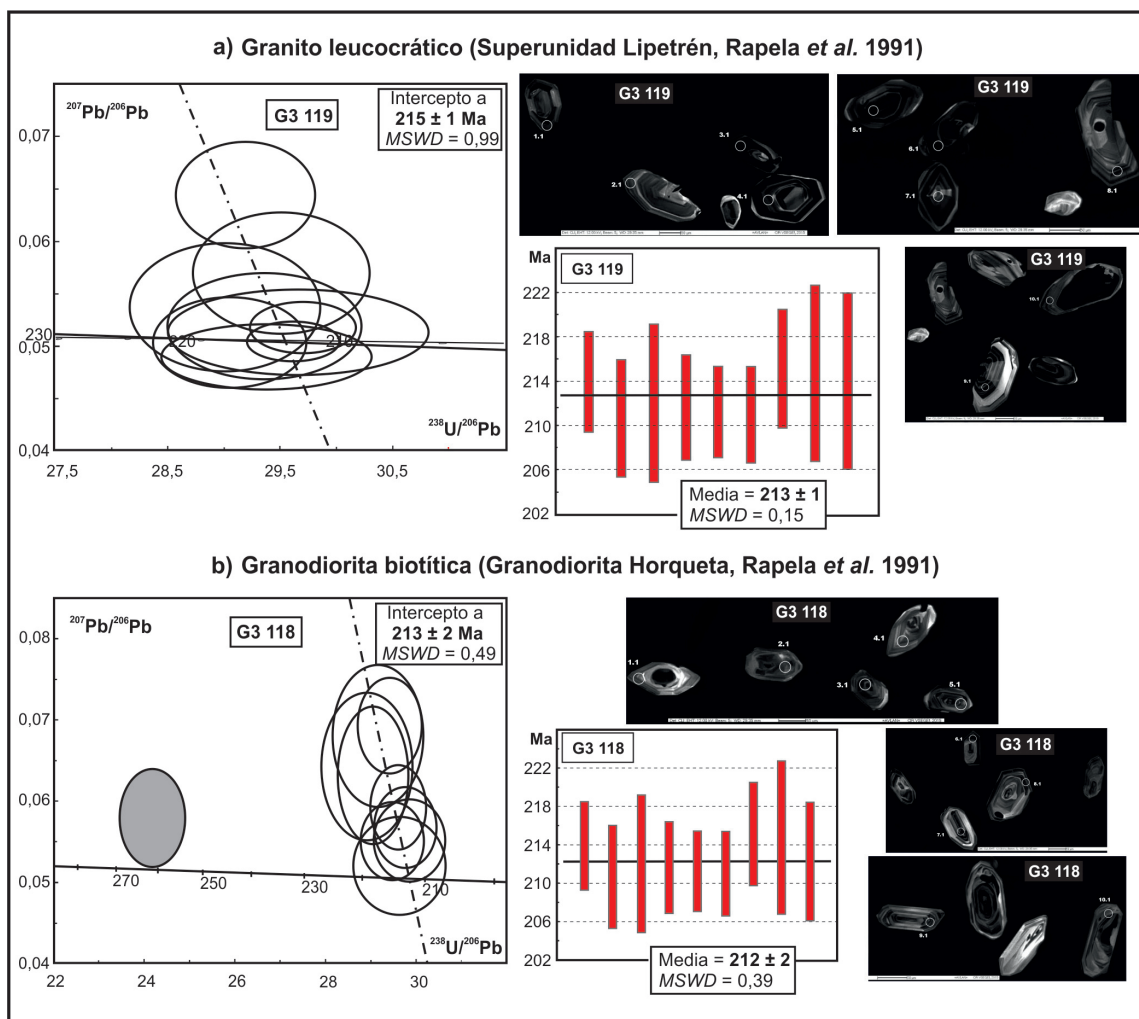 a) Granito leucocrático (Superunidad Lipetrén, Rapela et al. 1991)
²⁰⁷Pb/²⁰⁶Pb
G3 119
Intercepto a
215 ± 1 Ma
MSWD = 0,99
0,07
0,06
0,05
0,04
230
220
210
²³⁸U/²⁰⁶Pb
27,5
28,5
29,5
30,5
G3 119
1.1
2.1
3.1
4.1
G3 119
5.1
6.1
7.1
8.1
Ma
G3 119
222
218
214
210
206
202
Media = 213 ± 1
MSWD = 0,15
G3 119
10.1
9.1
b) Granodiorita biotítica (Granodiorita Horqueta, Rapela et al. 1991)
²⁰⁷Pb/²⁰⁶Pb
G3 118
Intercepto a
213 ± 2 Ma
MSWD = 0,49
0,08
0,07
0,06
0,05
0,04
270
250
230
210
²³⁸U/²⁰⁶Pb
22
24
26
28
30
G3 118
1.1
2.1
3.1
4.1
5.1
Ma
G3 118
222
218
214
210
206
202
Media = 212 ± 2
MSWD = 0,39
G3 118
6.1
7.1
8.1
G3 118
9.1
10.1